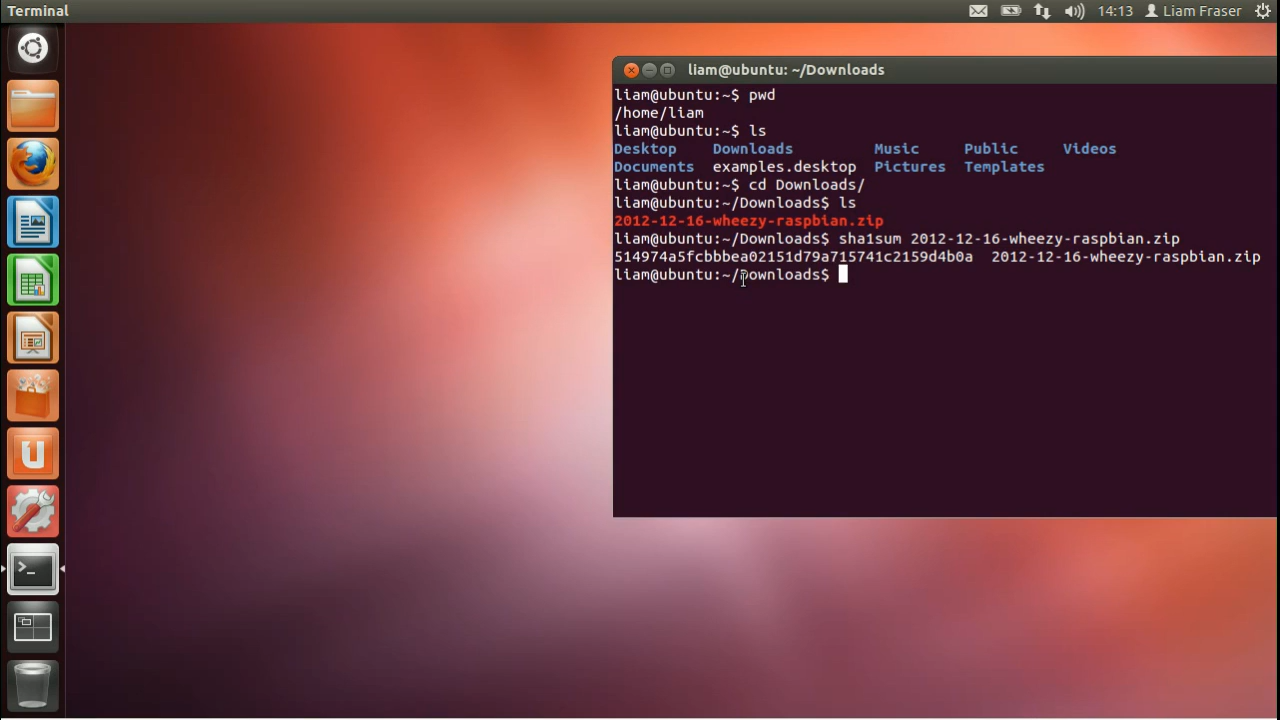 Terminal
14:13 Liam Fraser
liam@ubuntu: ~/Downloads
liam@ubuntu:~$ pwd
/home/liam
liam@ubuntu:~$ ls
Desktop Downloads Music Public Videos
Documents examples.desktop Pictures Templates
liam@ubuntu:~$ cd Downloads/
liam@ubuntu:~/Downloads$ ls
2012-12-16-wheezy-raspbian.zip
liam@ubuntu:~/Downloads$ sha1sum 2012-12-16-wheezy-raspbian.zip
514974a5fcbbbea02151d79a715741c2159d4b0a 2012-12-16-wheezy-raspbian.zip
liam@ubuntu:~/Downloads$